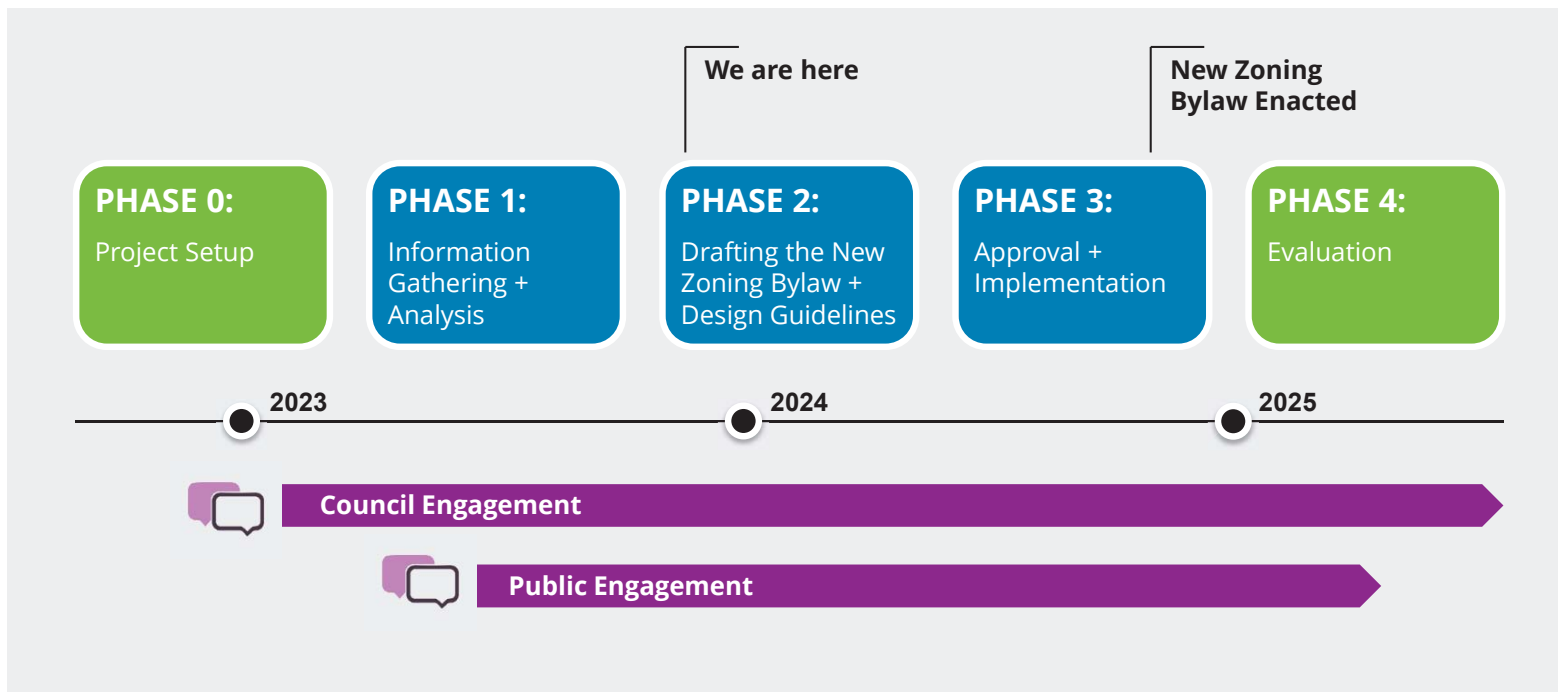 We are here
New Zoning
Bylaw Enacted
PHASE 0:
Project Setup
PHASE 1:
Information
Gathering +
Analysis
PHASE 2:
Drafting the New
Zoning Bylaw +
Design Guidelines
PHASE 3:
Approval +
Implementation
PHASE 4:
Evaluation
2023
2024
2025
Council Engagement
Public Engagement